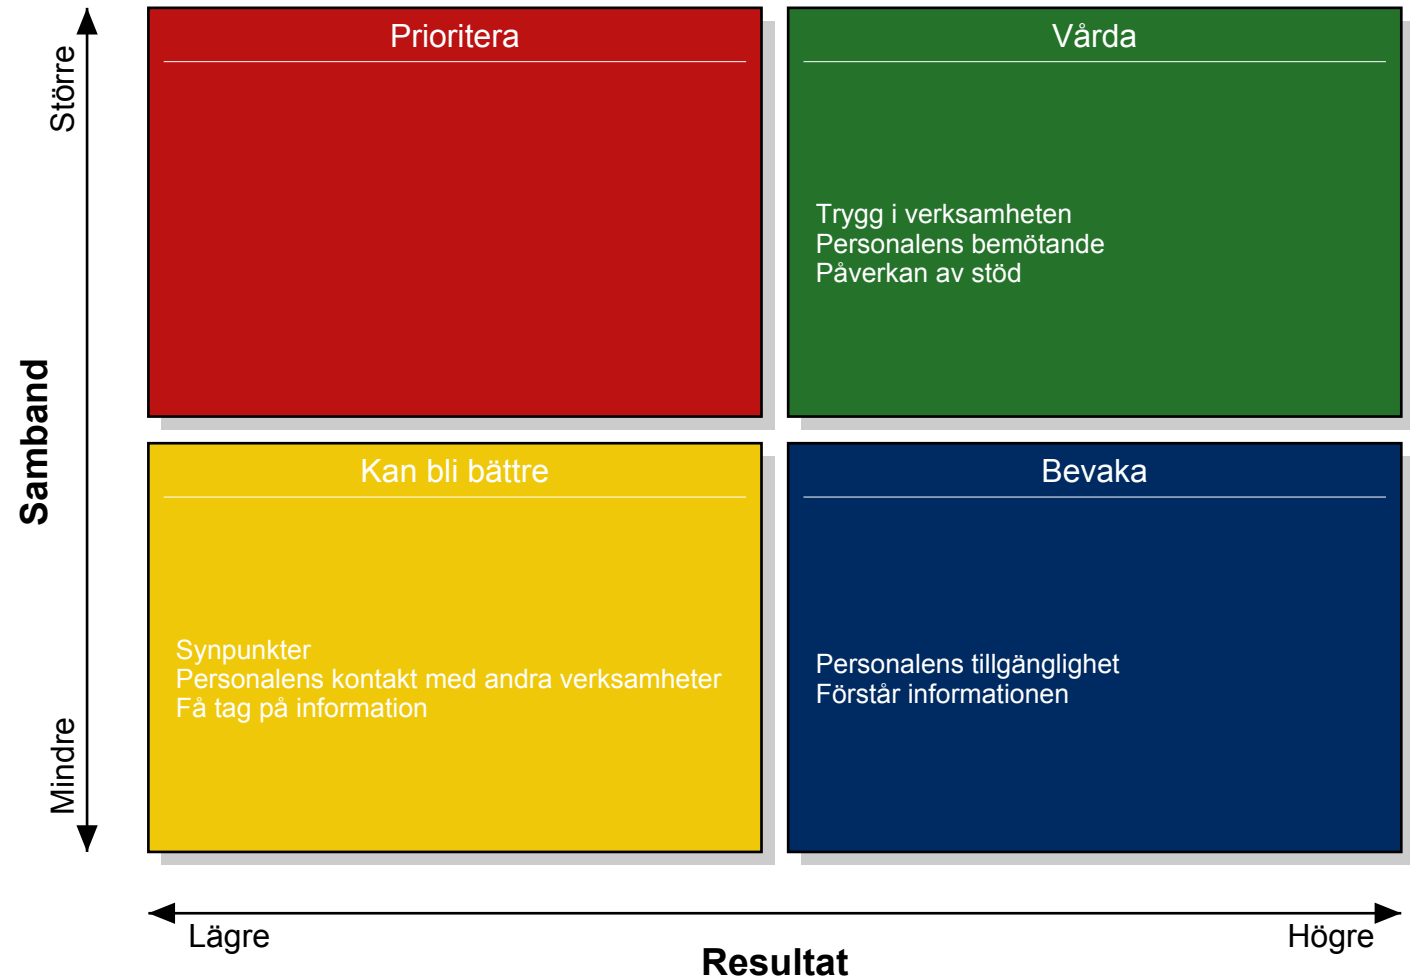 Större
Samband
Mindre
Prioritera
Vårda
Trygg i verksamheten
Personalens bemötande
Påverkan av stöd
Kan bli bättre
Synpunkter
Personalens kontakt med andra verksamheter
Få tag på information
Bevaka
Personalens tillgänglighet
Förstår informationen
Lägre
Högre
Resultat